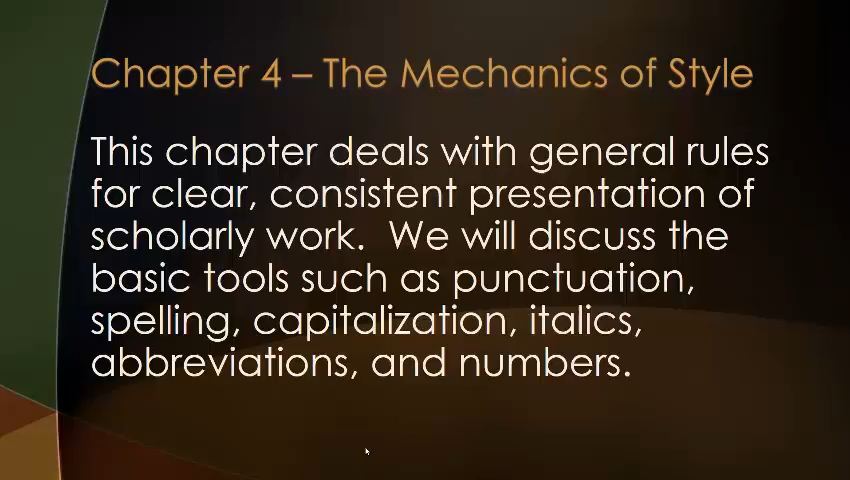 Chapter 4 – The Mechanics of Style
This chapter deals with general rules
for clear, consistent presentation of
scholarly work.  We will discuss the
basic tools such as punctuation,
spelling, capitalization, italics,
abbreviations, and numbers.